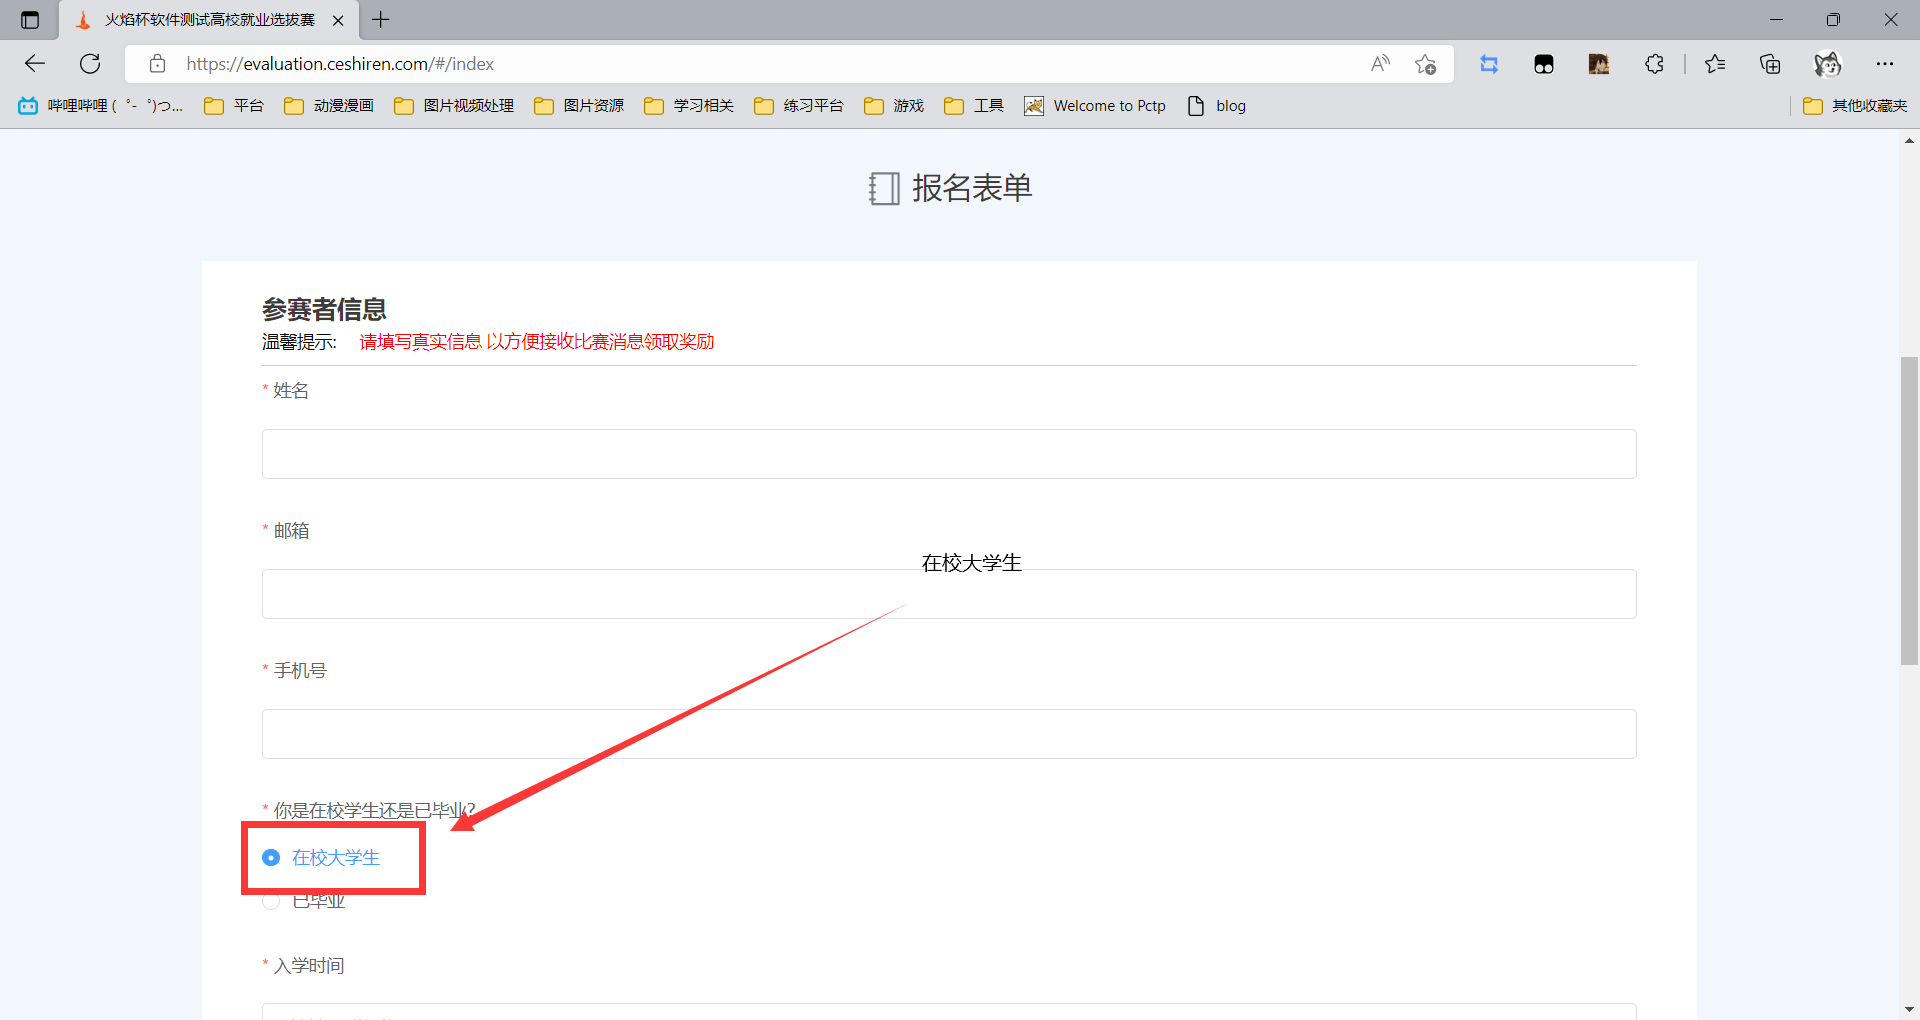 火焰杯软件测试高校就业选拔赛
https://evaluation.ceshiren.com/#/index
哔哩哔哩 ( ゜- ゜)つ...
平台
动漫漫画
图片视频处理
图片资源
学习相关
练习平台
游戏
工具
Welcome to Pctp
blog
其他收藏夹
报名表单
参赛者信息
温馨提示: 请填写真实信息 以方便接收比赛消息领取奖励
* 姓名
* 邮箱
在校大学生
* 手机号
* 你是在校学生还是已毕业?
在校大学生
已毕业
* 入学时间